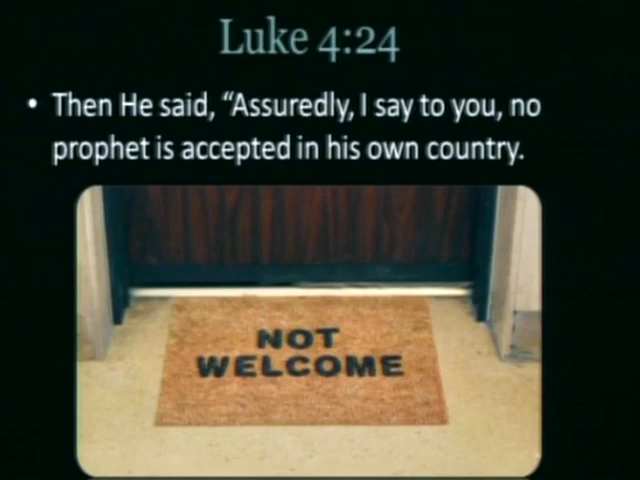 Luke 4:24
• Then He said, “Assuredly, I say to you, no
prophet is accepted in his own country.
NOT
WELCOME